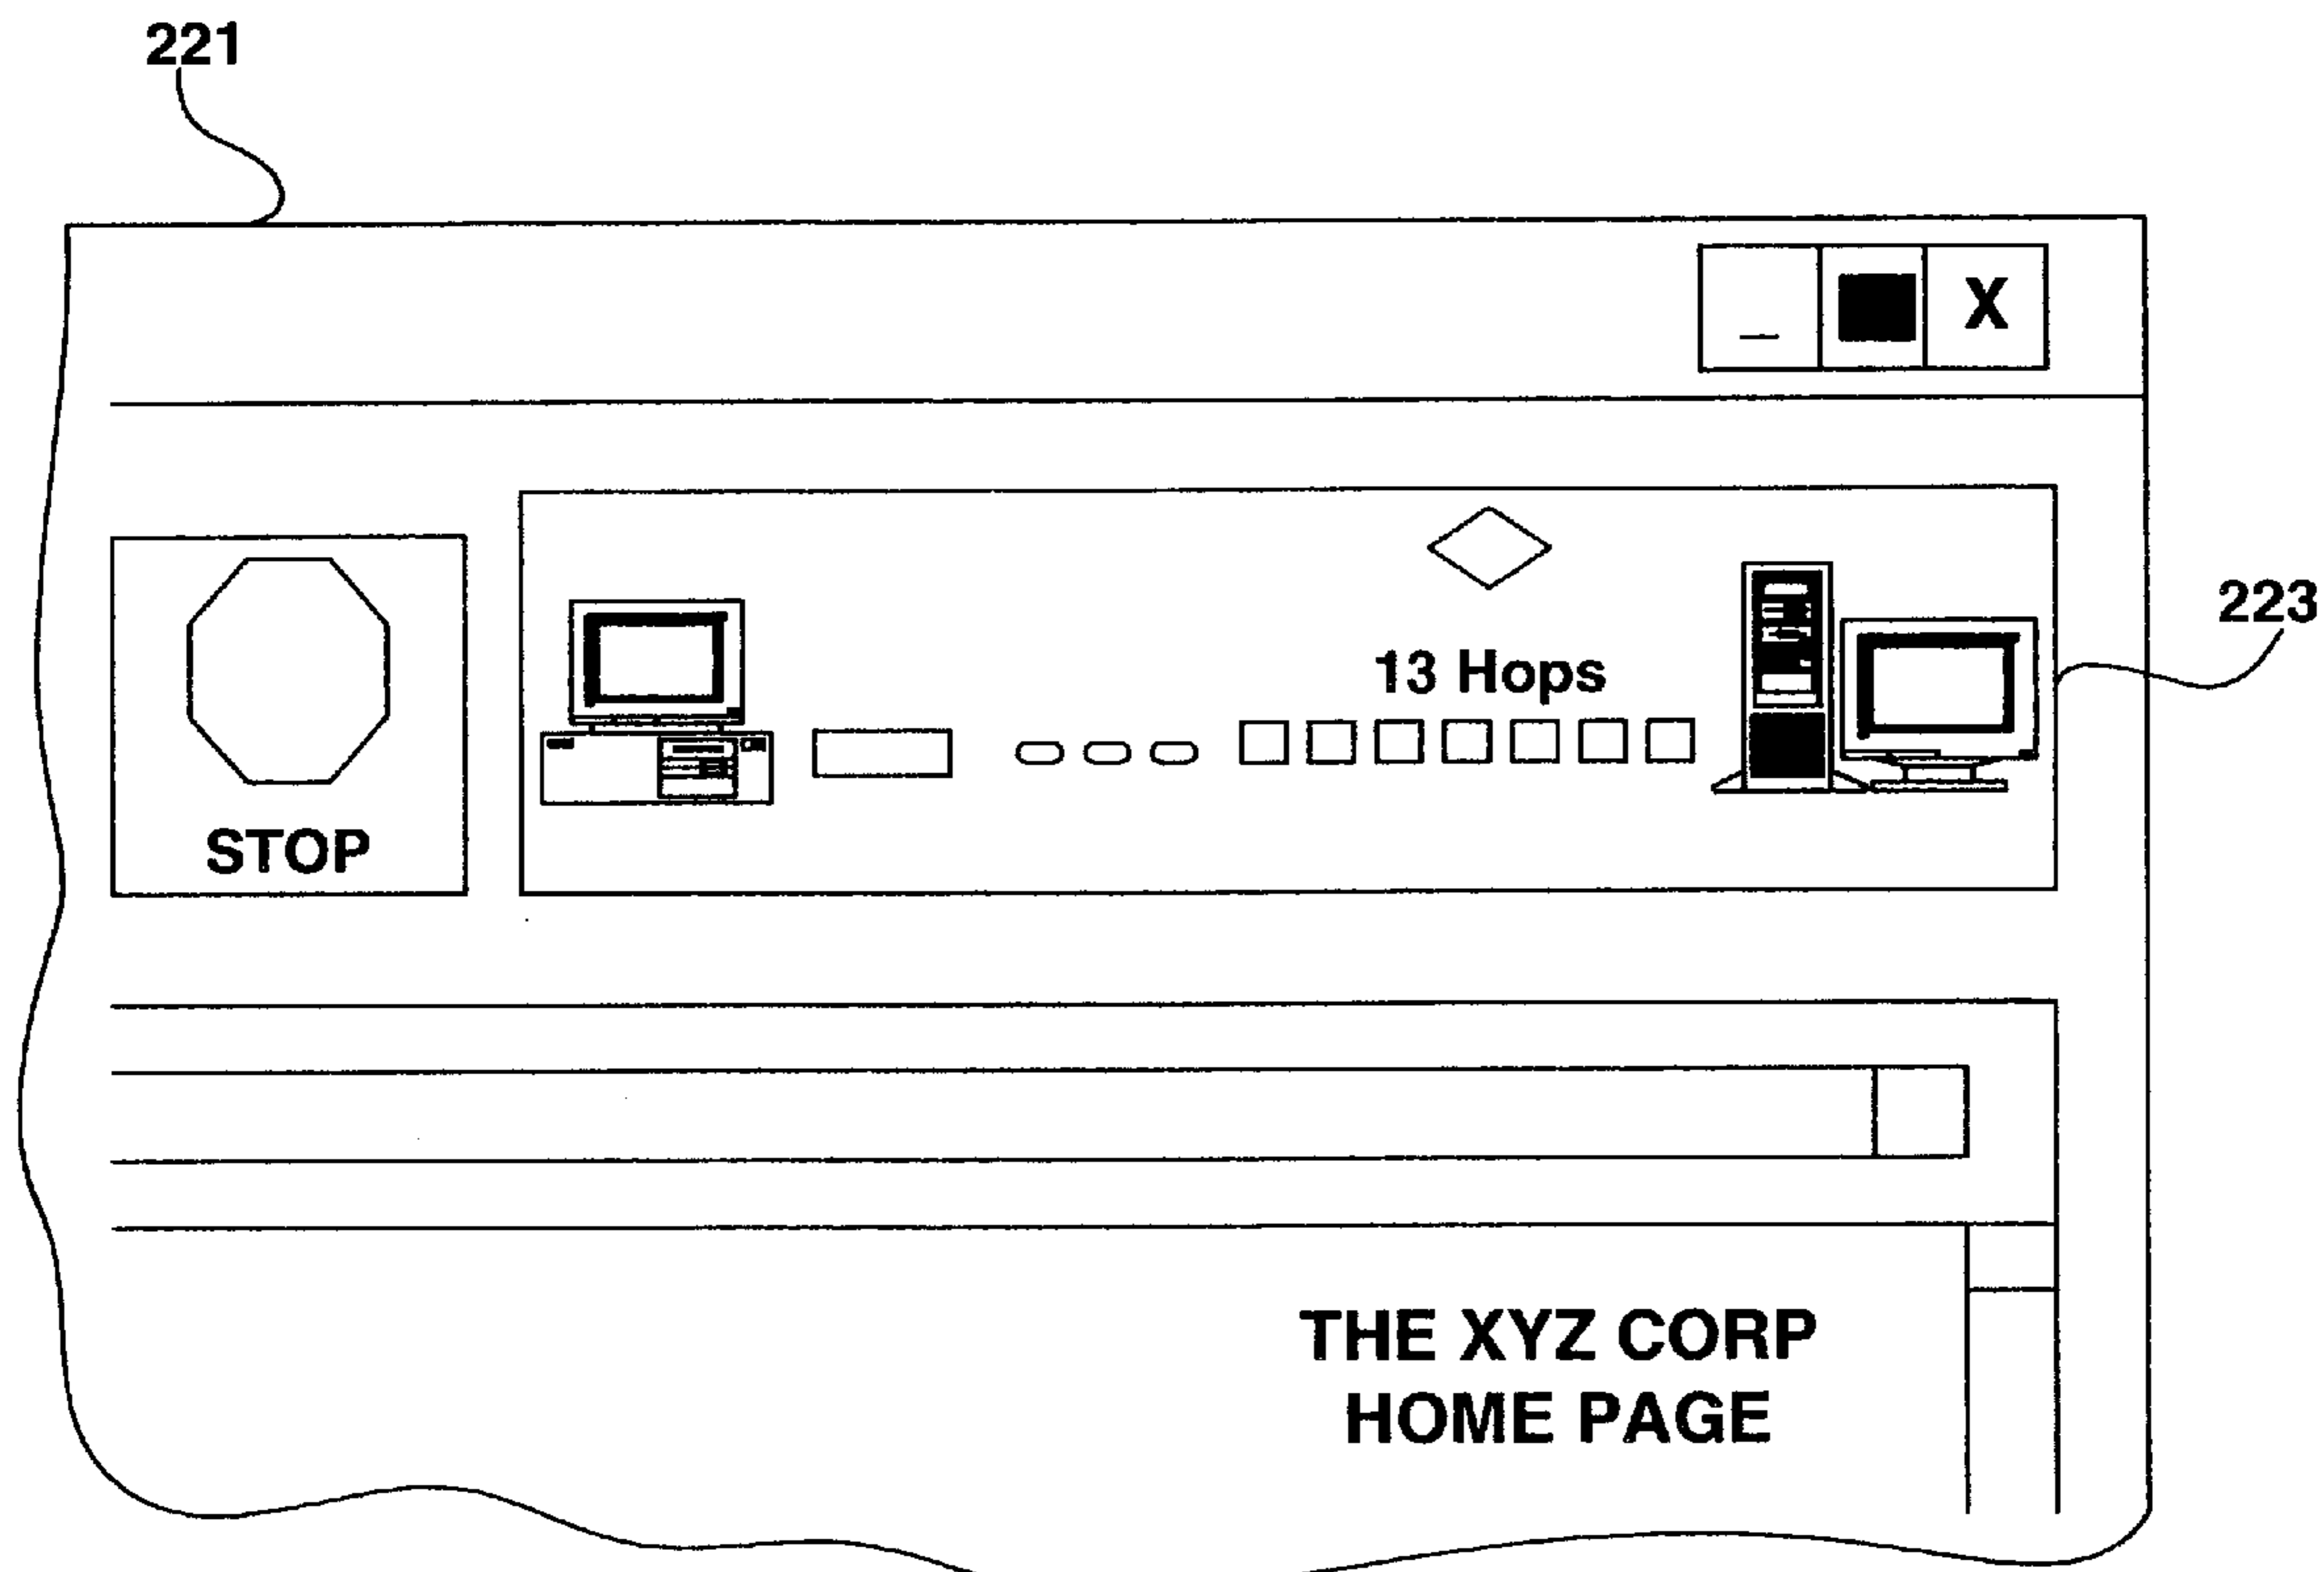 221
_ X
223
13 Hops
STOP
THE XYZ CORP
HOME PAGE